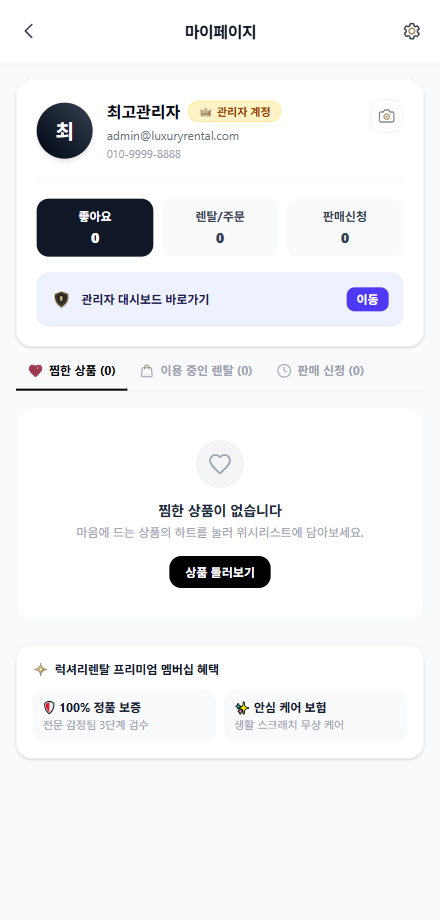 마이페이지
최
최고관리자
관리자 계정
admin@luxuryrental.com
010-9999-8888
좋아요
0
렌탈/주문
0
판매신청
0
관리자 대시보드 바로가기
이동
찜한 상품 (0)
이용 중인 렌탈 (0)
판매 신청 (0)
찜한 상품이 없습니다
마음에 드는 상품의 하트를 눌러 위시리스트에 담아보세요.
상품 둘러보기
럭셔리렌탈 프리미엄 멤버십 혜택
100% 정품 보증
전문 감정팀 3단계 검수
안심 케어 보험
생활 스크래치 무상 케어